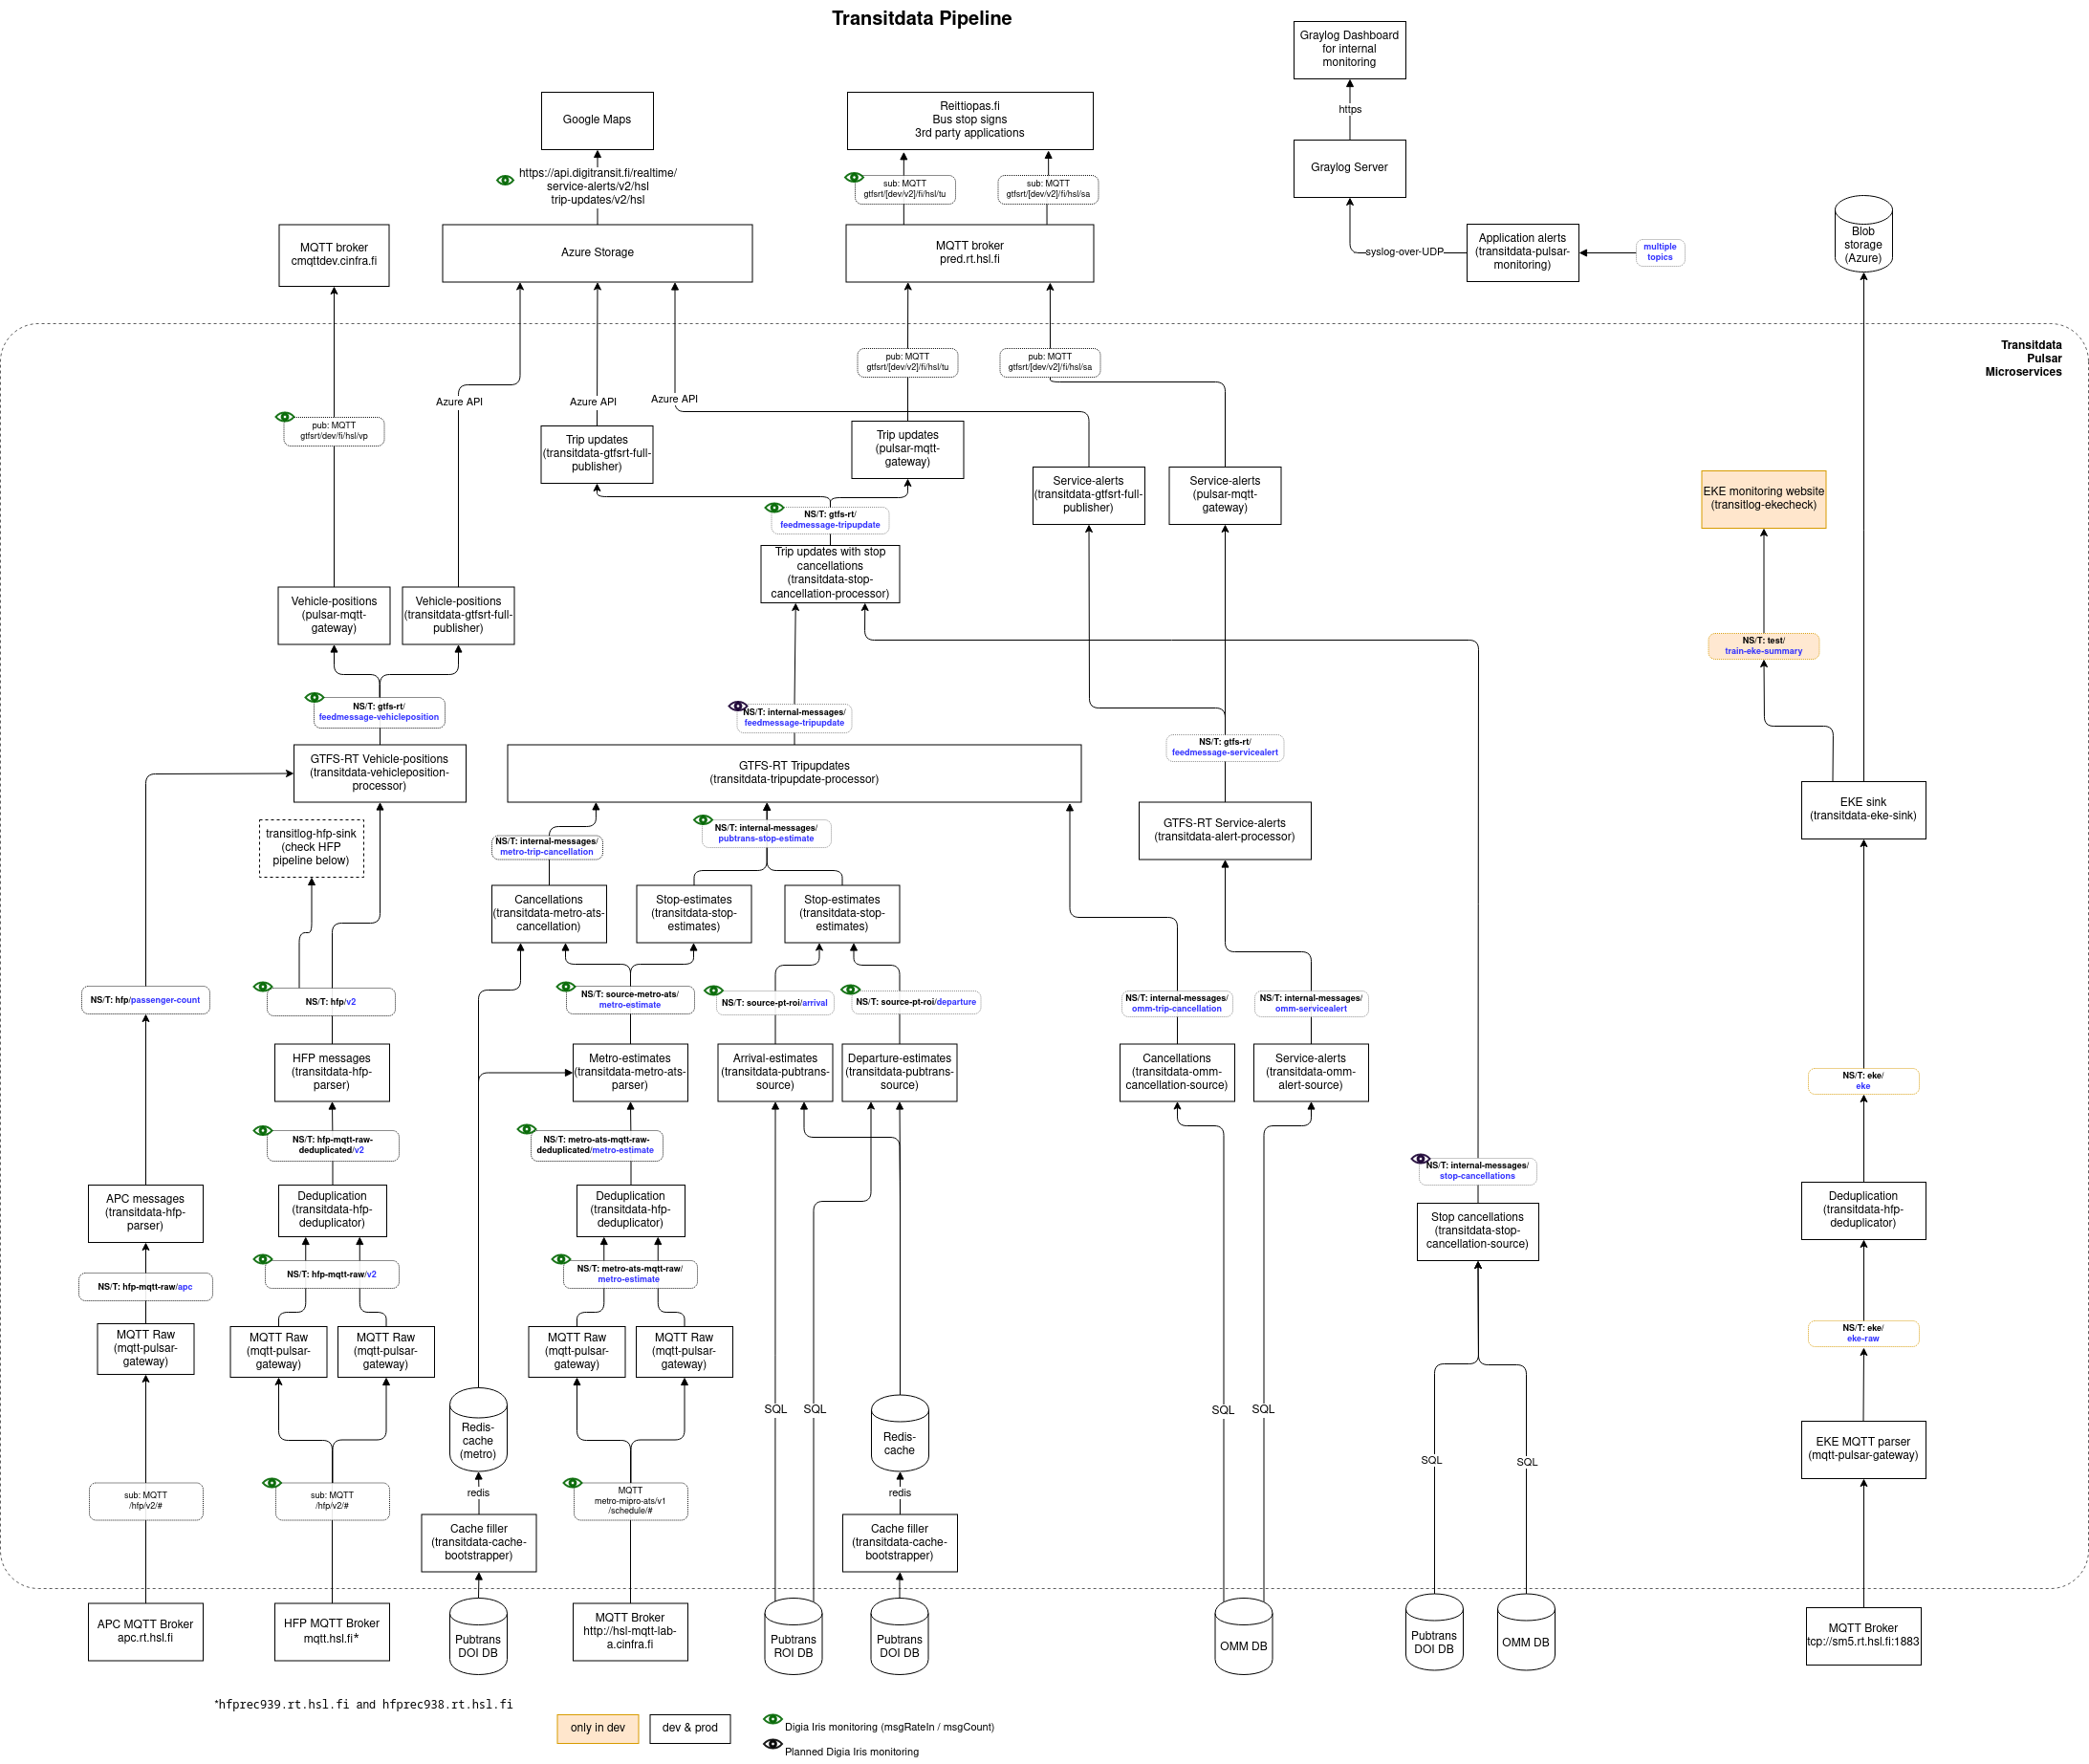 Transitdata Pipeline
Graylog Dashboard
for internal
monitoring
https
Graylog Server
syslog-over-UDP
Application alerts
(transitdata-pulsar-
monitoring)
multiple
topics
Google Maps
https://api.digitransit.fi/realtime/
service-alerts/v2/hsl
trip-updates/v2/hsl
Reittiopas.fi
Bus stop signs
3rd party applications
sub: MQTT
gtfsrt/[dev/v2]/fi/hsl/tu
sub: MQTT
gtfsrt/[dev/v2]/fi/hsl/sa
MQTT broker
cmqttdev.cinfra.fi
Azure Storage
MQTT broker
pred.rt.hsl.fi
Blob
storage
(Azure)
Transitdata
Pulsar
Microservices
pub: MQTT
gtfsrt/dev/fi/hsl/vp
Azure API
Azure API
Azure API
pub: MQTT
gtfsrt/[dev/v2]/fi/hsl/tu
pub: MQTT
gtfsrt/[dev/v2]/fi/hsl/sa
Trip updates
(transitdata-gtfsrt-full-
publisher)
Trip updates
(pulsar-mqtt-
gateway)
Service-alerts
(transitdata-gtfsrt-full-
publisher)
Service-alerts
(pulsar-mqtt-
gateway)
EKE monitoring website
(transitlog-ekecheck)
NS/T: gtfs-rt/
feedmessage-tripupdate
Trip updates with stop
cancellations
(transitdata-stop-
cancellation-processor)
Vehicle-positions
(pulsar-mqtt-
gateway)
Vehicle-positions
(transitdata-gtfsrt-full-
publisher)
NS/T: test/
train-eke-summary
NS/T: gtfs-rt/
feedmessage-vehicleposition
NS/T: internal-messages/
feedmessage-tripupdate
NS/T: gtfs-rt/
feedmessage-servicealert
GTFS-RT Vehicle-positions
(transitdata-vehicleposition-
processor)
GTFS-RT Tripupdates
(transitdata-tripupdate-processor)
GTFS-RT Service-alerts
(transitdata-alert-processor)
EKE sink
(transitdata-eke-sink)
transitlog-hfp-sink
(check HFP
pipeline below)
NS/T: internal-messages/
metro-trip-cancellation
NS/T: internal-messages/
pubtrans-stop-estimate
Cancellations
(transitdata-metro-ats-
cancellation)
Stop-estimates
(transitdata-stop-
estimates)
Stop-estimates
(transitdata-stop-
estimates)
NS/T: hfp/passenger-count
NS/T: hfp/v2
NS/T: source-metro-ats/
metro-estimate
NS/T: source-pt-roi/arrival
NS/T: source-pt-roi/departure
NS/T: internal-messages/
omm-trip-cancellation
NS/T: internal-messages/
omm-servicealert
HFP messages
(transitdata-hfp-
parser)
Metro-estimates
(transitdata-metro-ats-
parser)
Arrival-estimates
(transitdata-pubtrans-
source)
Departure-estimates
(transitdata-pubtrans-
source)
Cancellations
(transitdata-omm-
cancellation-source)
Service-alerts
(transitdata-omm-
alert-source)
NS/T: eke/
eke
NS/T: hfp-mqtt-raw-
deduplicated/v2
NS/T: metro-ats-mqtt-raw-
deduplicated/metro-estimate
NS/T: internal-messages/
stop-cancellations
APC messages
(transitdata-hfp-
parser)
Deduplication
(transitdata-hfp-
deduplicator)
Deduplication
(transitdata-hfp-
deduplicator)
Stop cancellations
(transitdata-stop-
cancellation-source)
Deduplication
(transitdata-hfp-
deduplicator)
NS/T: hfp-mqtt-raw/apc
NS/T: hfp-mqtt-raw/v2
NS/T: metro-ats-mqtt-raw/
metro-estimate
NS/T: eke/
eke-raw
MQTT Raw
(mqtt-pulsar-
gateway)
MQTT Raw
(mqtt-pulsar-
gateway)
MQTT Raw
(mqtt-pulsar-
gateway)
MQTT Raw
(mqtt-pulsar-
gateway)
MQTT Raw
(mqtt-pulsar-
gateway)
Redis-
cache
(metro)
SQL
SQL
Redis-
cache
SQL
SQL
SQL
SQL
EKE MQTT parser
(mqtt-pulsar-gateway)
sub: MQTT
/hfp/v2/#
sub: MQTT
/hfp/v2/#
redis
MQTT
metro-mipro-ats/v1
/schedule/#
redis
Cache filler
(transitdata-cache-
bootstrapper)
Cache filler
(transitdata-cache-
bootstrapper)
APC MQTT Broker
apc.rt.hsl.fi
HFP MQTT Broker
mqtt.hsl.fi*
Pubtrans
DOI DB
MQTT Broker
http://hsl-mqtt-lab-
a.cinfra.fi
Pubtrans
ROI DB
Pubtrans
DOI DB
OMM DB
Pubtrans
DOI DB
OMM DB
MQTT Broker
tcp://sm5.rt.hsl.fi:1883
*hfprec939.rt.hsl.fi and hfprec938.rt.hsl.fi
only in dev
dev & prod
Digia Iris monitoring (msgRateIn / msgCount)
Planned Digia Iris monitoring